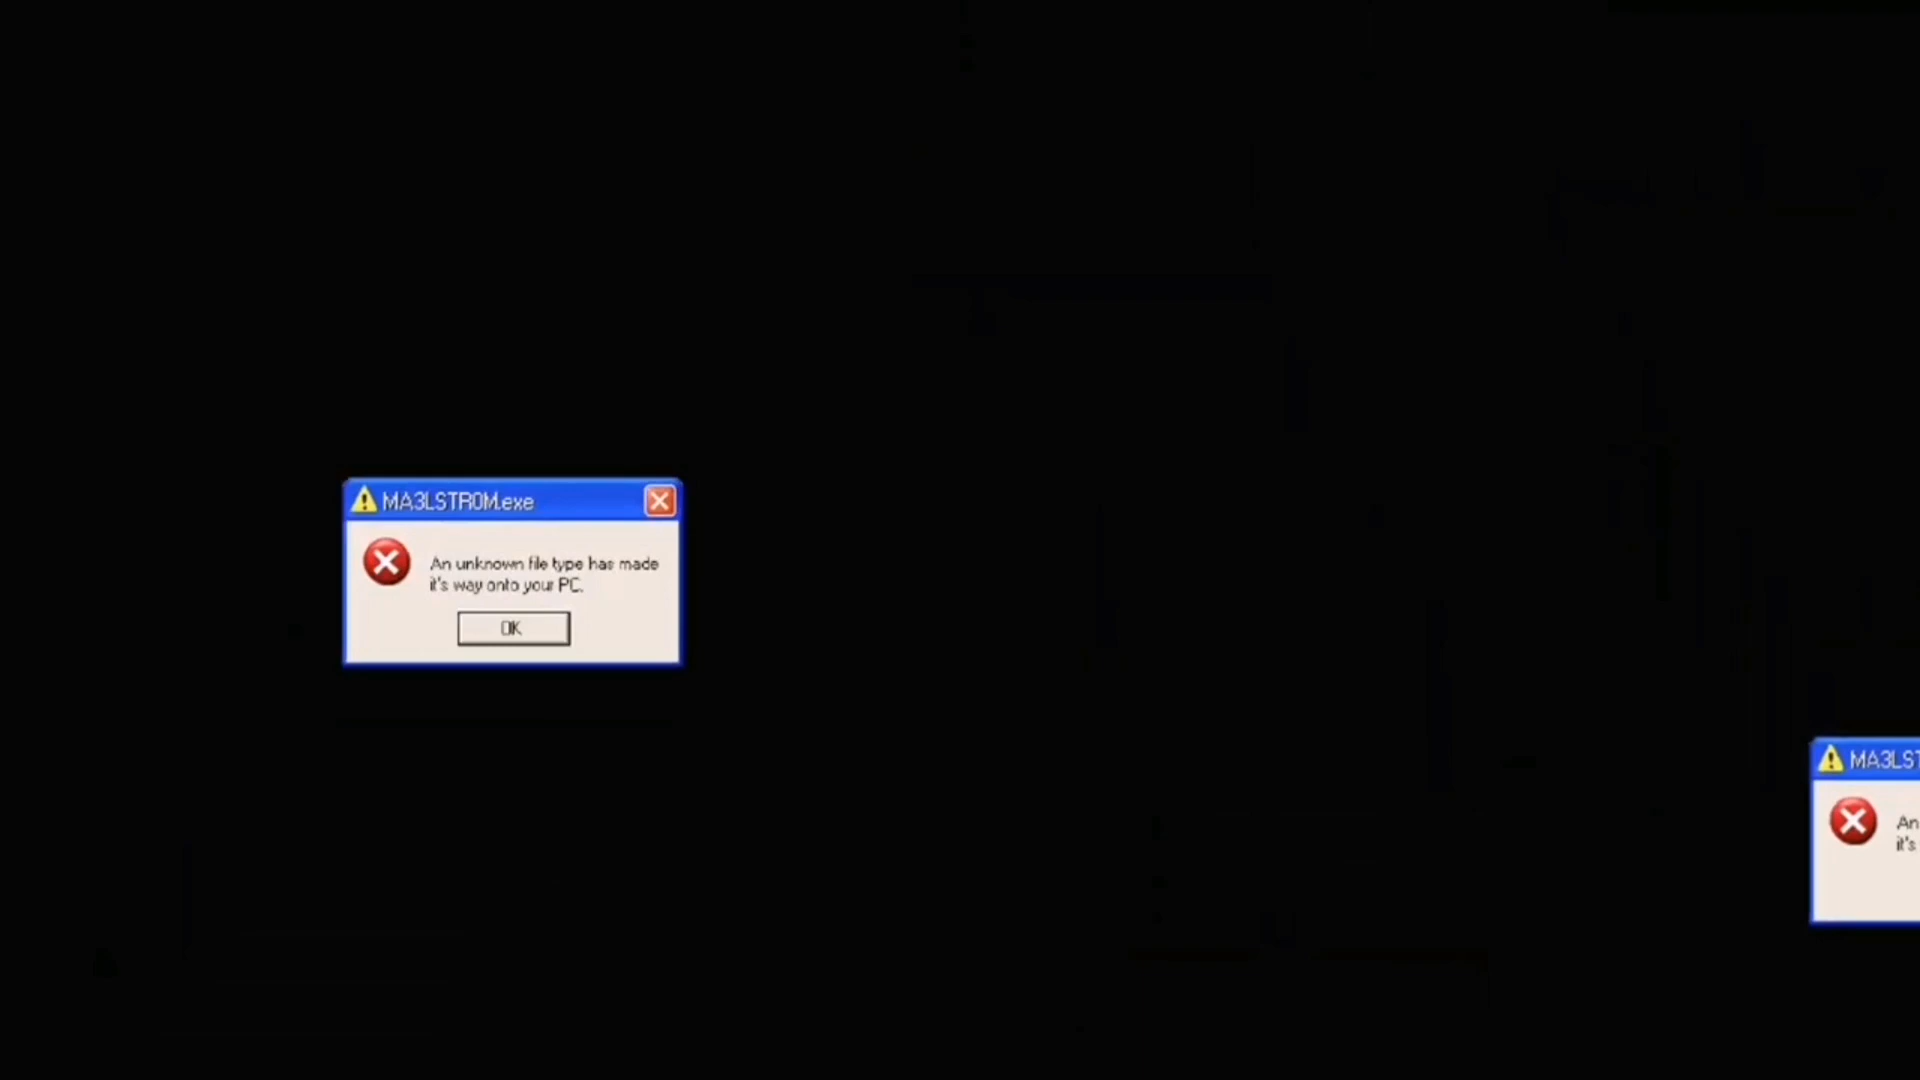 MA3LSTR0M.exe
An unknown file type has made
it's way onto your PC.
OK
MA3LST
An
it's